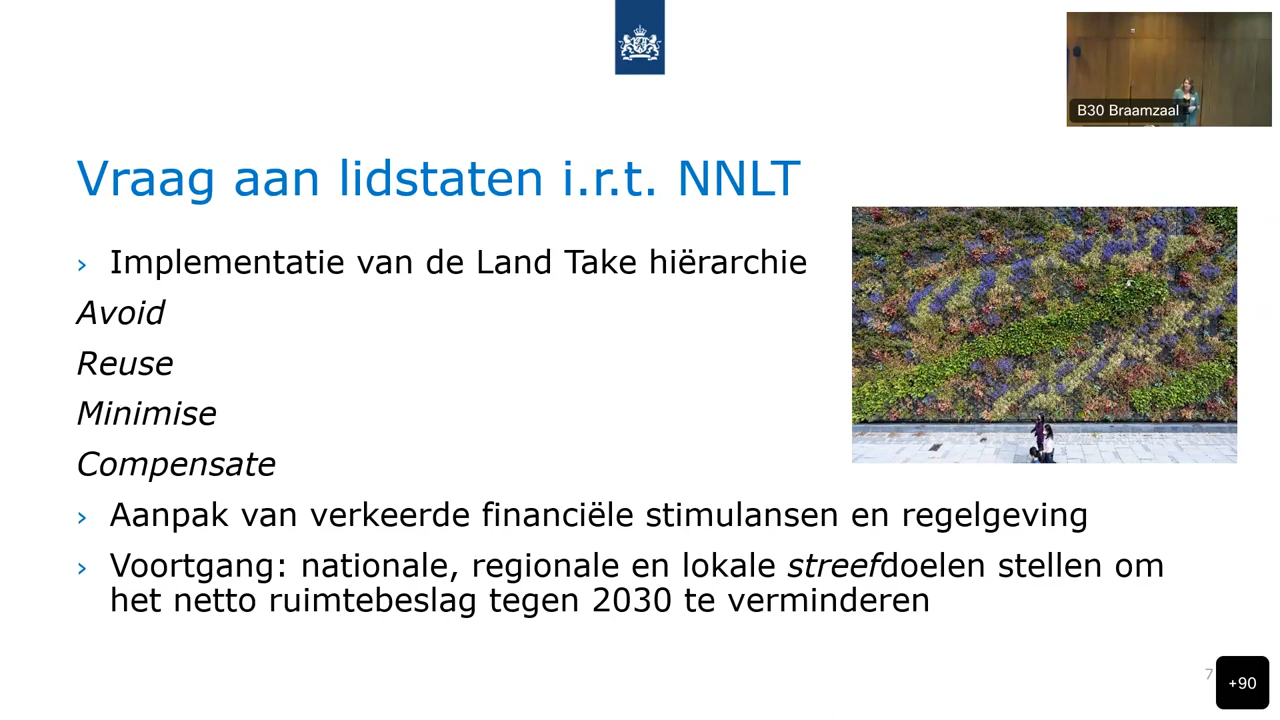 B30 Braamzaal
Vraag aan lidstaten i.r.t. NNLT
› Implementatie van de Land Take hiërarchie
Avoid
Reuse
Minimise
Compensate
› Aanpak van verkeerde financiële stimulansen en regelgeving
› Voortgang: nationale, regionale en lokale streefdoelen stellen om
het netto ruimtebeslag tegen 2030 te verminderen
7
+90